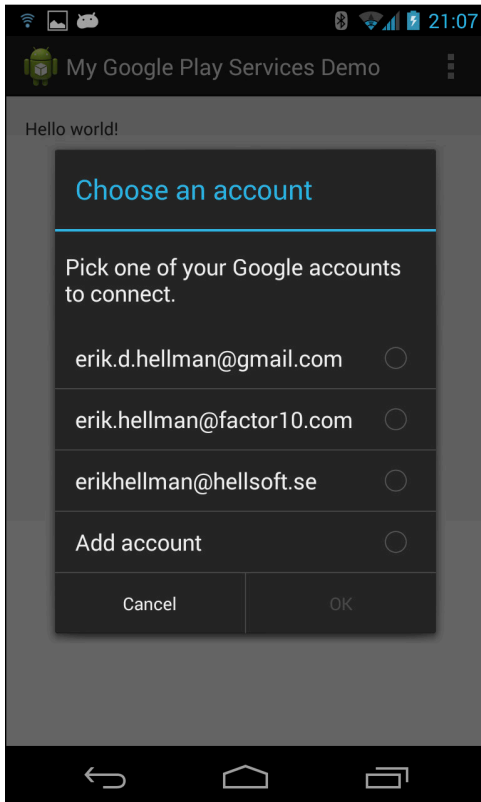 21:07
My Google Play Services Demo
Hello world!
Choose an account
Pick one of your Google accounts
to connect.
erik.d.hellman@gmail.com
erik.hellman@factor10.com
erikhellman@hellsoft.se
Add account
Cancel
OK